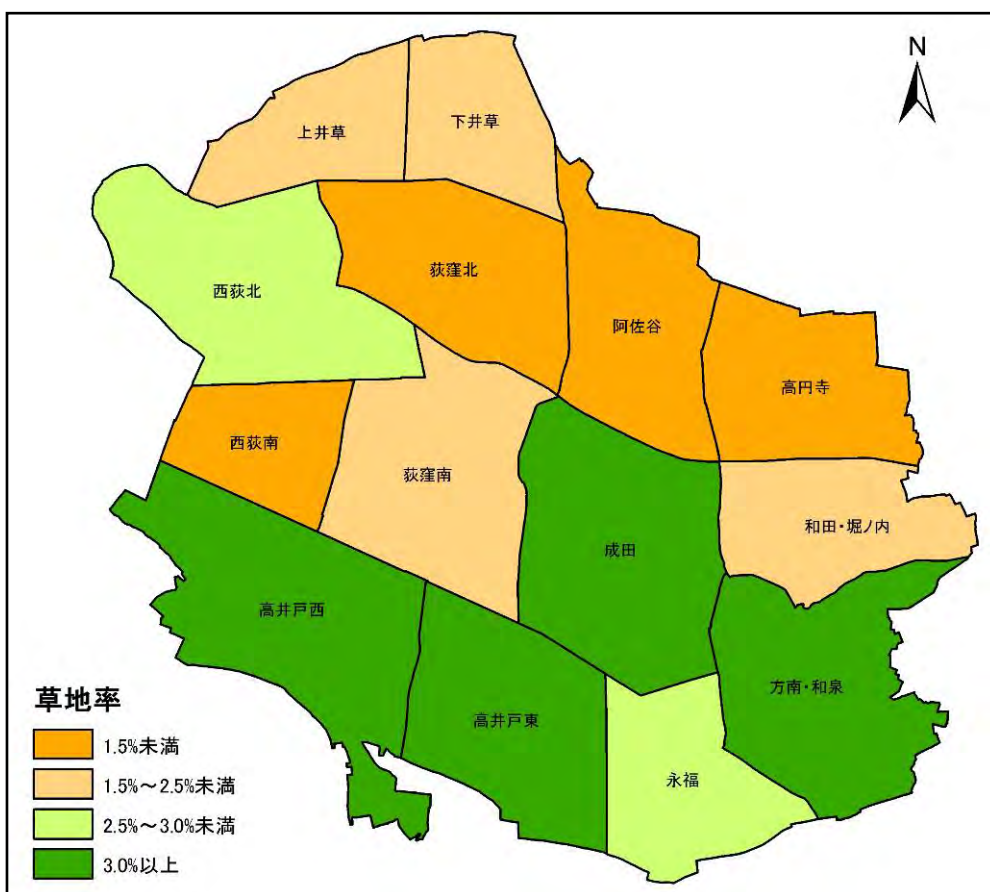 N
上井草
下井草
西荻北
荻窪北
阿佐谷
高円寺
西荻南
荻窪南
成田
和田・堀ノ内
高井戸西
高井戸東
方南・和泉
永福
草地率
1.5%未満
1.5%～2.5%未満
2.5%～3.0%未満
3.0%以上